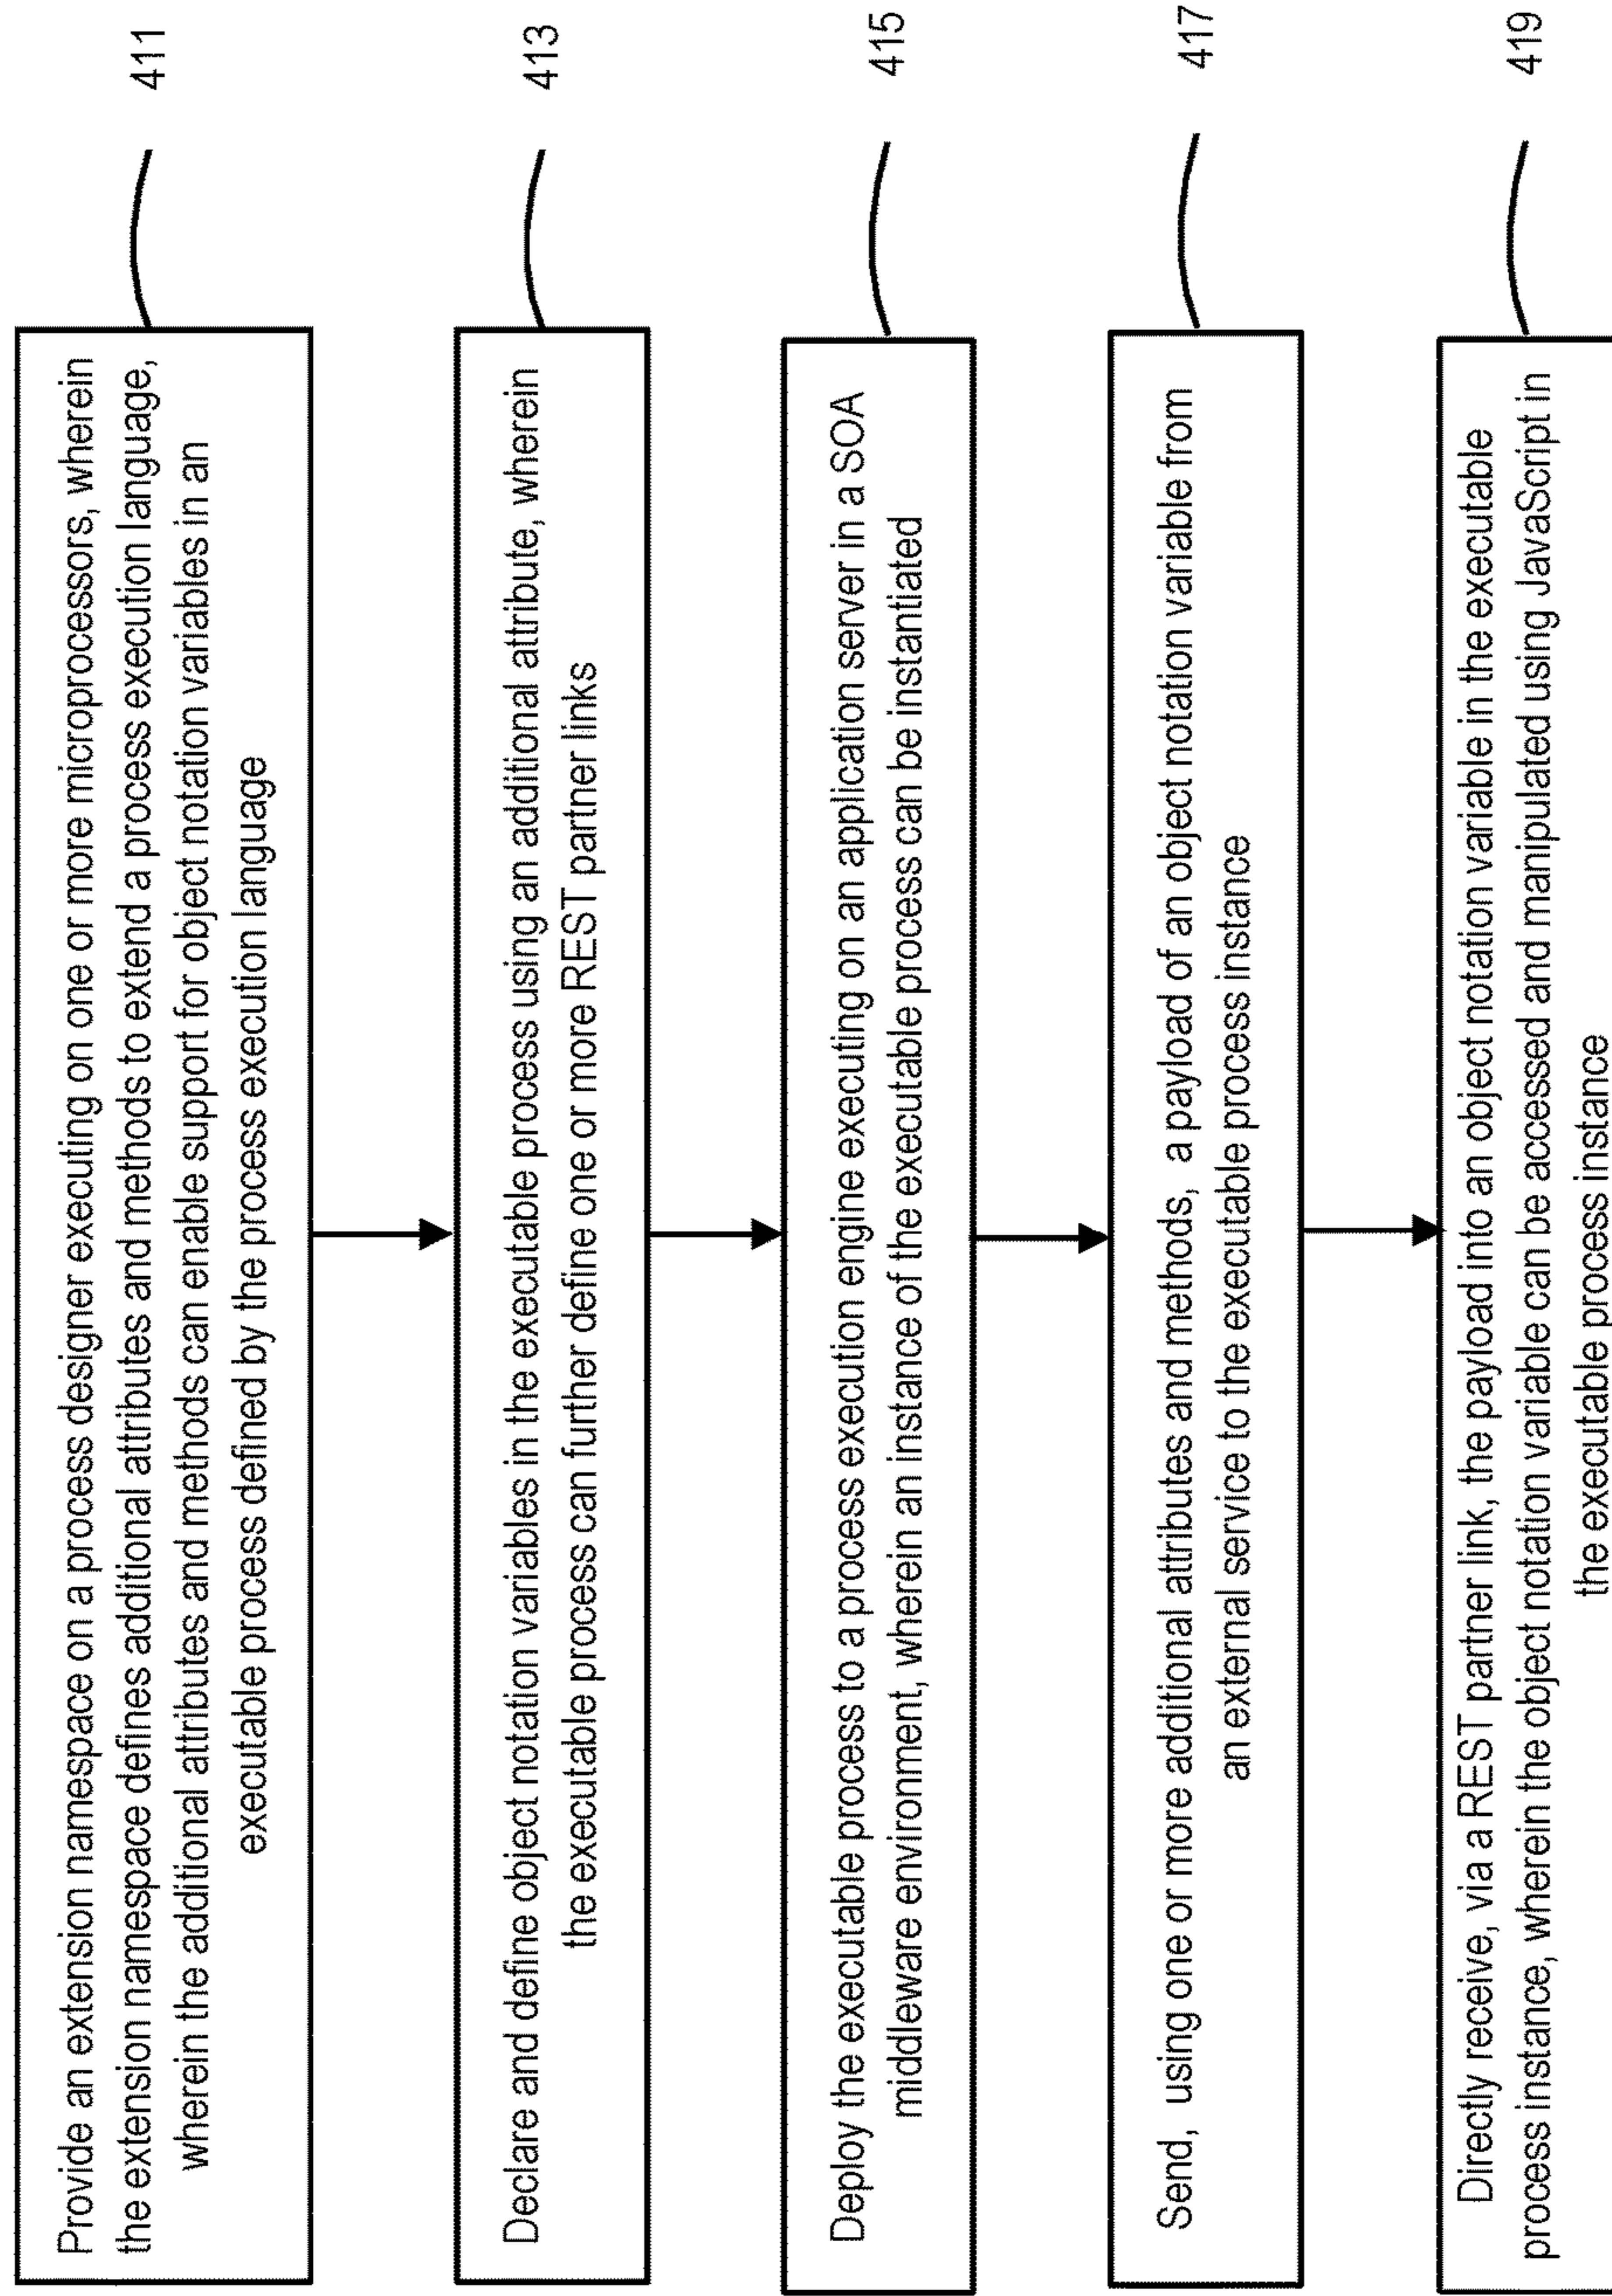 Provide an extension namespace on a process designer executing on one or more microprocessors, wherein
the extension namespace defines additional attributes and methods to extend a process execution language,
wherein the additional attributes and methods can enable support for object notation variables in an
executable process defined by the process execution language
411
Declare and define object notation variables in the executable process using an additional attribute, wherein
the executable process can further define one or more REST partner links
413
Deploy the executable process to a process execution engine executing on an application server in a SOA
middleware environment, wherein an instance of the executable process can be instantiated
415
Send, using one or more additional attributes and methods, a payload of an object notation variable from
an external service to the executable process instance
417
Directly receive, via a REST partner link, the payload into an object notation variable in the executable
process instance, wherein the object notation variable can be accessed and manipulated using JavaScript in
the executable process instance
419